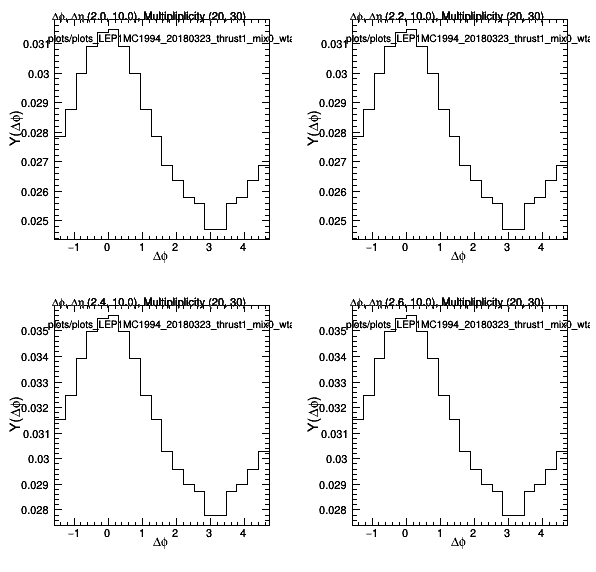 Δϕ, Δη (2.0, 10.0), Multipliplicity (20, 30)
plots/plots_LEP1MC1994_20180323_thrust1_mix0_wta
Y(Δϕ)
0.031
0.03
0.029
0.028
0.027
0.026
0.025
−1 0 1 2 3 4
Δϕ
Δϕ, Δη (2.2, 10.0), Multipliplicity (20, 30)
plots/plots_LEP1MC1994_20180323_thrust1_mix0_wta
Y(Δϕ)
0.031
0.03
0.029
0.028
0.027
0.026
0.025
−1 0 1 2 3 4
Δϕ
Δϕ, Δη (2.4, 10.0), Multipliplicity (20, 30)
plots/plots_LEP1MC1994_20180323_thrust1_mix0_wta
Y(Δϕ)
0.035
0.034
0.033
0.032
0.031
0.03
0.029
0.028
−1 0 1 2 3 4
Δϕ
Δϕ, Δη (2.6, 10.0), Multipliplicity (20, 30)
plots/plots_LEP1MC1994_20180323_thrust1_mix0_wta
Y(Δϕ)
0.035
0.034
0.033
0.032
0.031
0.03
0.029
0.028
−1 0 1 2 3 4
Δϕ